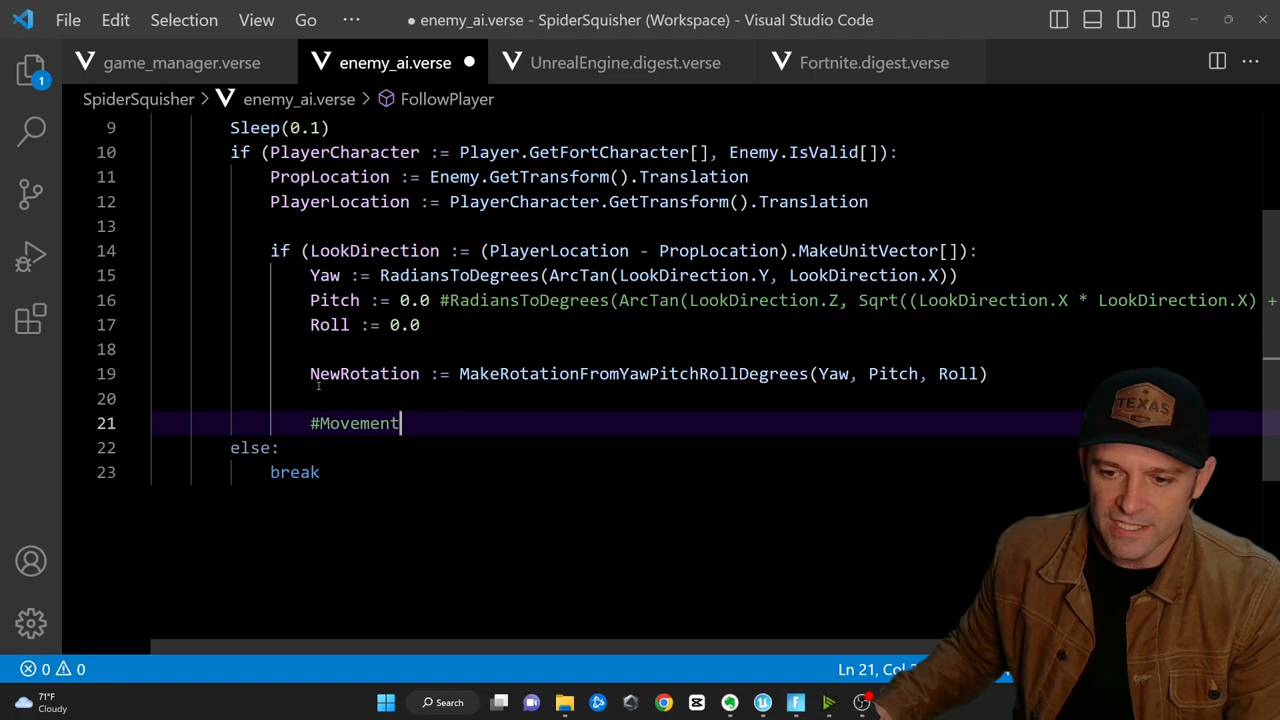 File Edit Selection View Go ··· ● enemy_ai.verse - SpiderSquisher (Workspace) - Visual Studio Code
game_manager.verse enemy_ai.verse ● UnrealEngine.digest.verse Fortnite.digest.verse ···
1
SpiderSquisher > enemy_ai.verse > FollowPlayer
9 Sleep(0.1)
10 if (PlayerCharacter := Player.GetFortCharacter[], Enemy.IsValid[]):
11 PropLocation := Enemy.GetTransform().Translation
12 PlayerLocation := PlayerCharacter.GetTransform().Translation
13
14 if (LookDirection := (PlayerLocation - PropLocation).MakeUnitVector[]):
15 Yaw := RadiansToDegrees(ArcTan(LookDirection.Y, LookDirection.X))
16 Pitch := 0.0 #RadiansToDegrees(ArcTan(LookDirection.Z, Sqrt((LookDirection.X * LookDirection.X) +
17 Roll := 0.0
18
19 NewRotation := MakeRotationFromYawPitchRollDegrees(Yaw, Pitch, Roll)
20
21 #Movement
22 else:
23 break
TEXAS
0 0 Ln 21, Col
71°F
Cloudy
Search